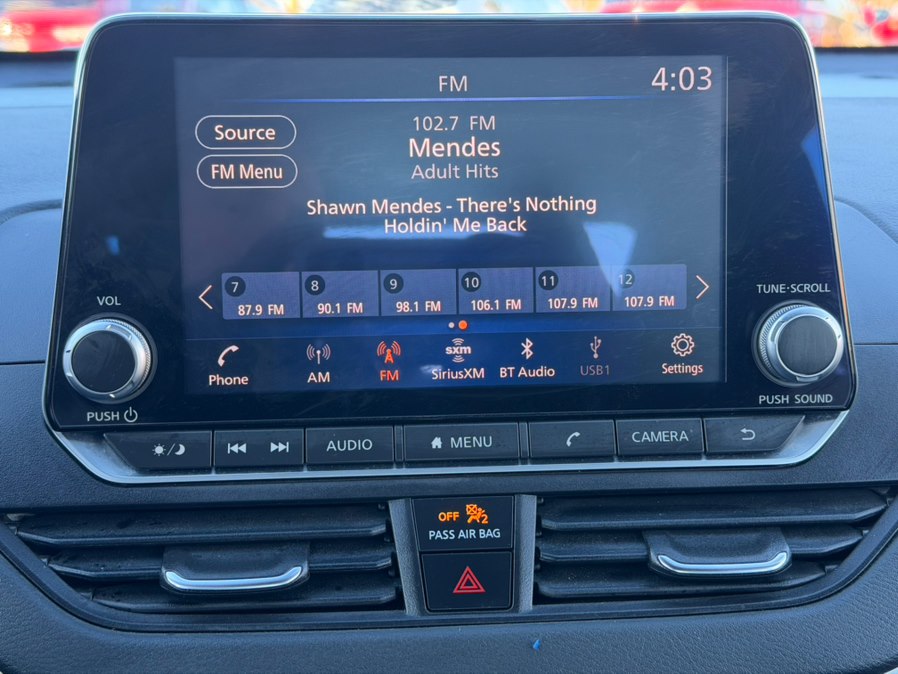 FM
4:03
Source
FM Menu
102.7 FM
Mendes
Adult Hits
Shawn Mendes - There's Nothing
Holdin' Me Back
7
87.9 FM
8
90.1 FM
9
98.1 FM
10
106.1 FM
11
107.9 FM
12
107.9 FM
Phone
AM
FM
sxm
SiriusXM
BT Audio
USB1
Settings
VOL
PUSH
TUNE·SCROLL
PUSH SOUND
AUDIO
MENU
CAMERA
OFF
2
PASS AIR BAG